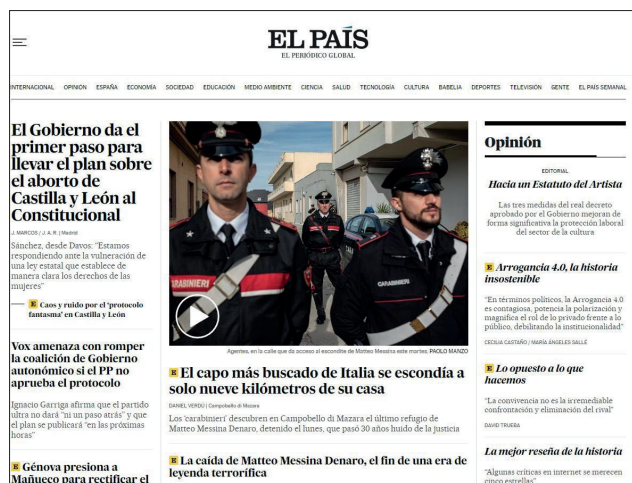 EL PAÍS
EL PERIÓDICO GLOBAL
INTERNACIONAL OPINIÓN ESPAÑA ECONOMÍA SOCIEDAD EDUCACIÓN MEDIO AMBIENTE CIENCIA SALUD TECNOLOGÍA CULTURA BABELIA DEPORTES TELEVISIÓN GENTE EL PAÍS SEMANAL
El Gobierno da el
primer paso para
llevar el plan sobre
el aborto de
Castilla y León al
Constitucional
J. MARCOS / J. A. R. | Madrid
Sánchez, desde Davos: “Estamos
respondiendo ante la vulneración de
una ley estatal que establece de
manera clara los derechos de las
mujeres”
E Caos y ruido por el ‘protocolo
fantasma’ en Castilla y León
Vox amenaza con romper
la coalición de Gobierno
autonómico si el PP no
aprueba el protocolo
Ignacio Garriga afirma que el partido
ultra no dará “ni un paso atrás” y que
el plan se publicará “en las próximas
horas”
E Génova presiona a
Mañueco para rectificar el
CARABINIERI
CARABINIERI
Agentes, en la calle que da acceso al escondite de Matteo Messina este martes. PAOLO MANZO
E El capo más buscado de Italia se escondía a
solo nueve kilómetros de su casa
DANIEL VERDÚ | Campobello di Mazara
Los ‘carabinieri’ descubren en Campobello di Mazara el último refugio de
Matteo Messina Denaro, detenido el lunes, que pasó 30 años huido de la justicia
E La caída de Matteo Messina Denaro, el fin de una era de
leyenda terrorífica
Opinión
EDITORIAL
Hacia un Estatuto del Artista
Las tres medidas del real decreto
aprobado por el Gobierno mejoran de
forma significativa la protección laboral
del sector de la cultura
E Arrogancia 4.0, la historia
insostenible
“En términos políticos, la Arrogancia 4.0
es contagiosa, potencia la polarización y
magnifica el rol de lo privado frente a lo
público, debilitando la institucionalidad”
CECILIA CASTAÑO / MARÍA ÁNGELES SALLÉ
E Lo opuesto a lo que
hacemos
“La convivencia no es la irremediable
confrontación y eliminación del rival”
DAVID TRUEBA
La mejor reseña de la historia
“Algunas críticas en internet se merecen
cinco estrellas”